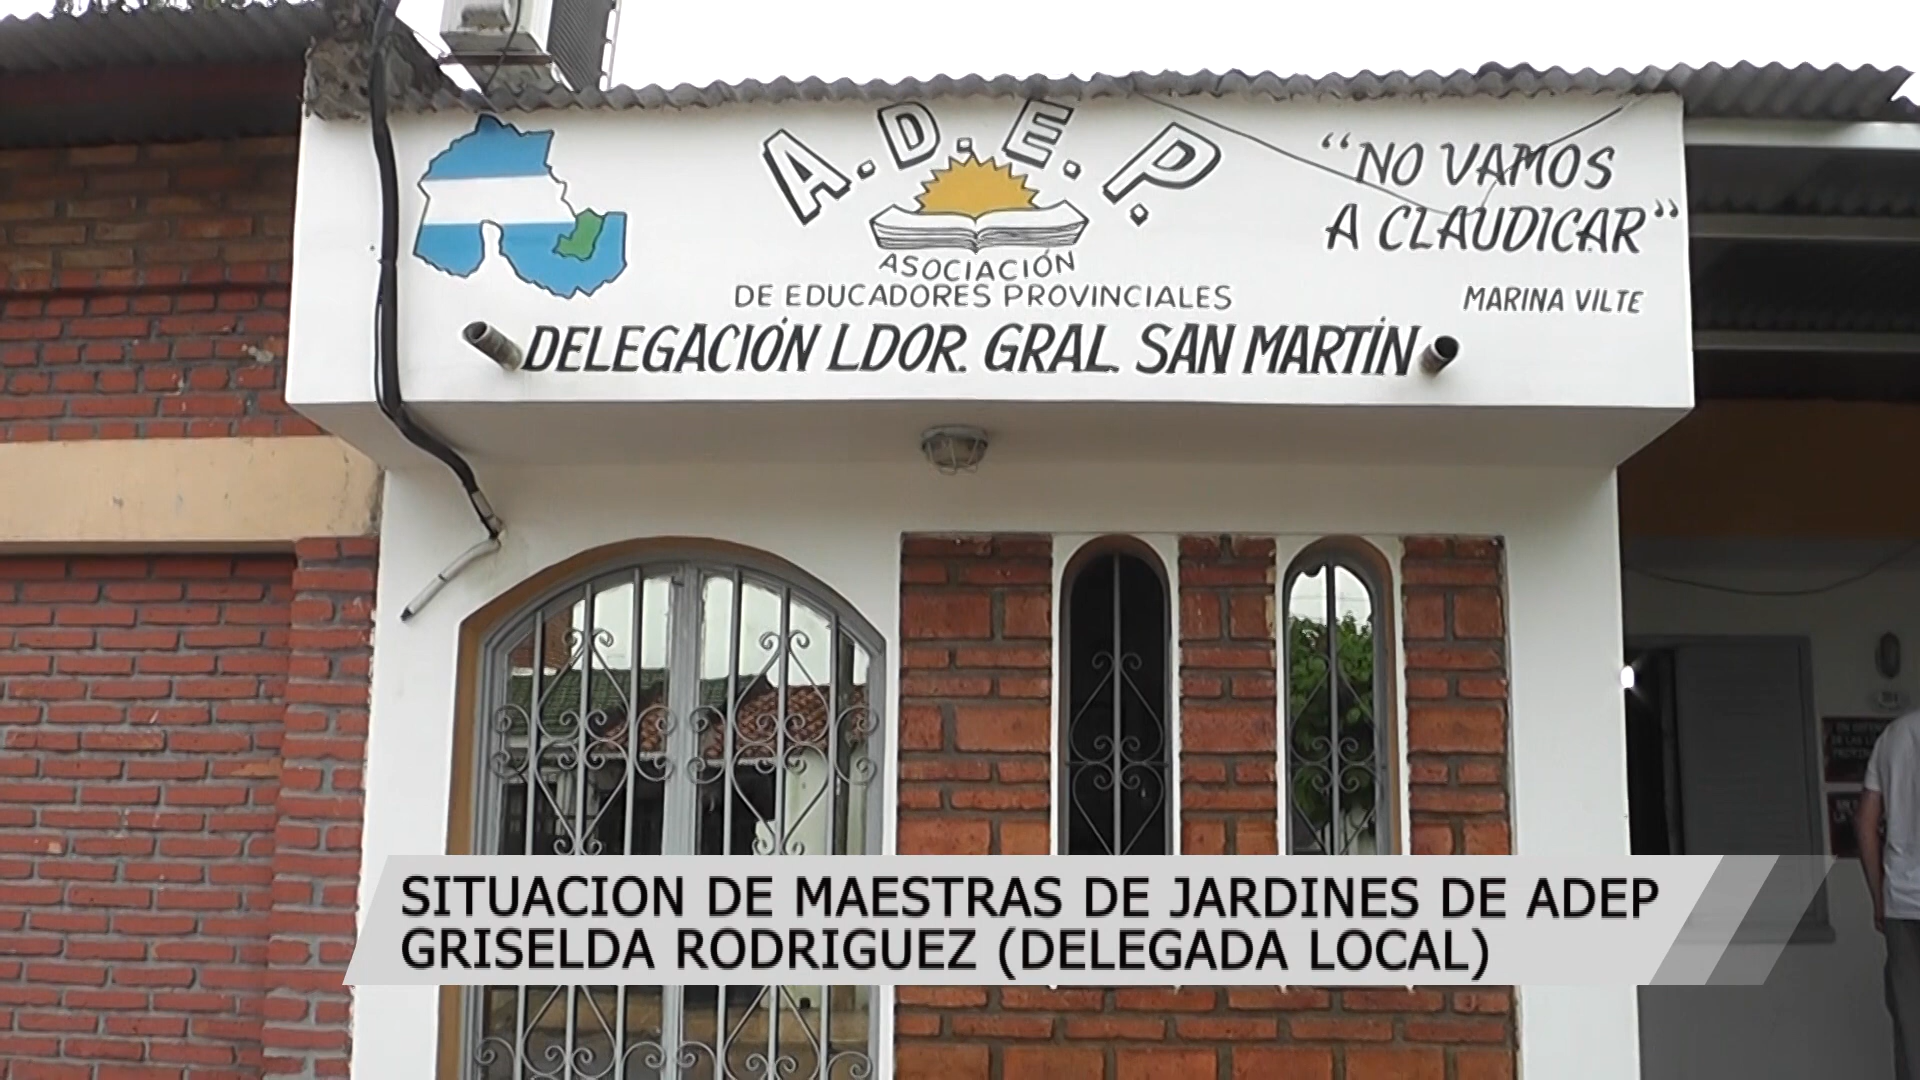 A.D.E.P.
ASOCIACIÓN
DE EDUCADORES PROVINCIALES
DELEGACIÓN LDOR. GRAL. SAN MARTÍN
“NO VAMOS
A CLAUDICAR”
MARINA VILTE
SITUACION DE MAESTRAS DE JARDINES DE ADEP
GRISELDA RODRIGUEZ (DELEGADA LOCAL)